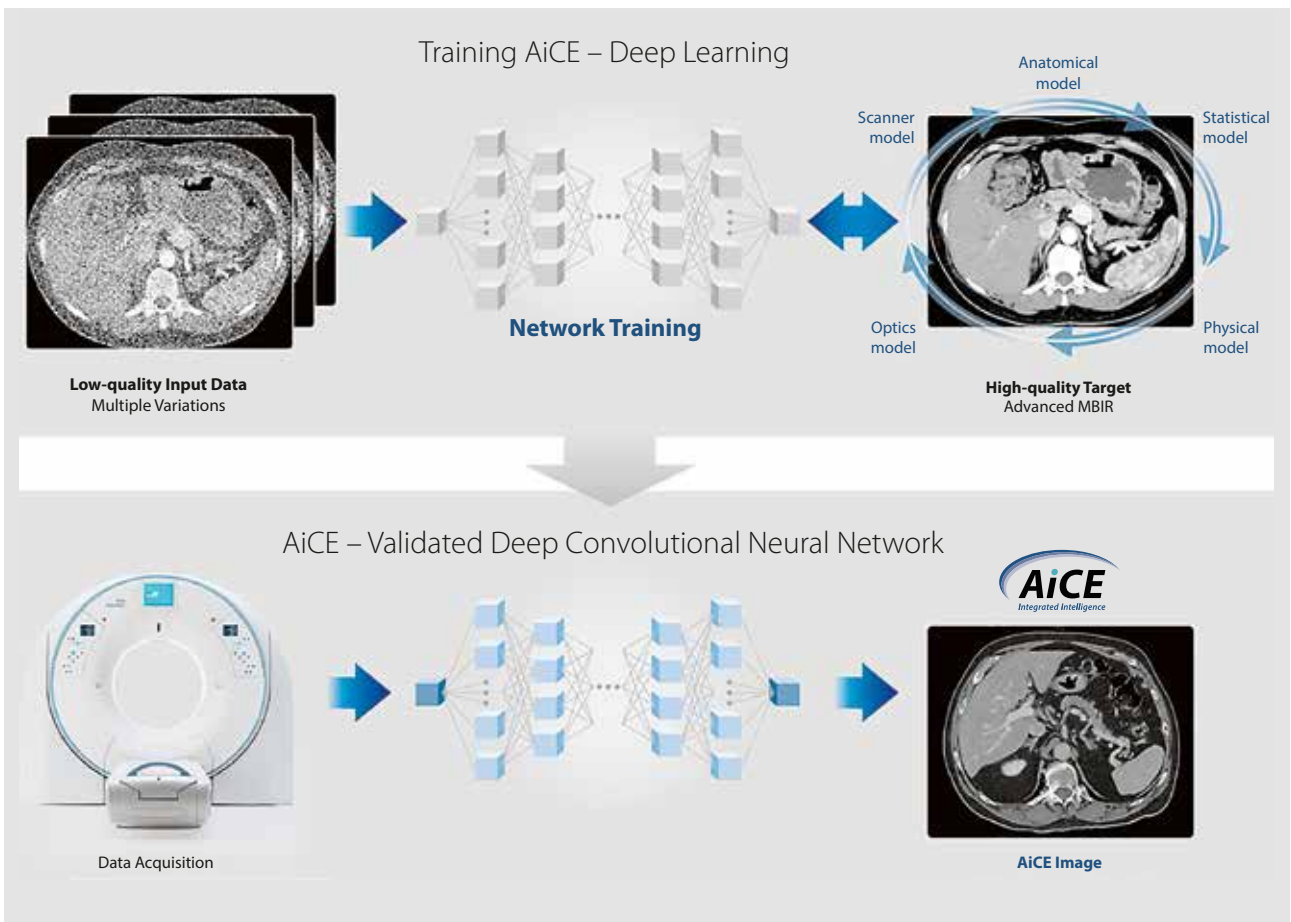 Training AiCE – Deep Learning
Anatomical
model
Scanner
model
Statistical
model
Network Training
Optics
model
Physical
model
Low-quality Input Data
Multiple Variations
High-quality Target
Advanced MBIR
AiCE – Validated Deep Convolutional Neural Network
AiCE
Integrated Intelligence
Data Acquisition
AiCE Image